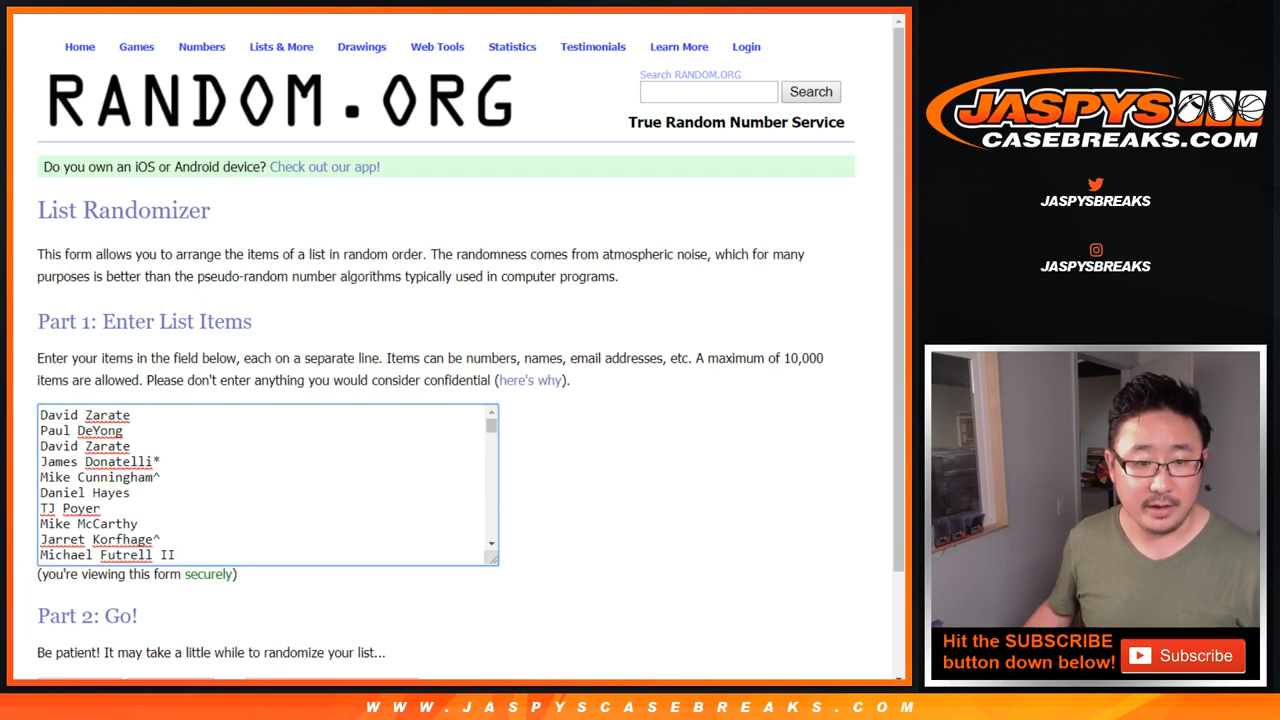 Home Games Numbers Lists & More Drawings Web Tools Statistics Testimonials Learn More Login
RANDOM.ORG
Search RANDOM.ORG
Search
True Random Number Service
Do you own an iOS or Android device? Check out our app!
List Randomizer
This form allows you to arrange the items of a list in random order. The randomness comes from atmospheric noise, which for many
purposes is better than the pseudo-random number algorithms typically used in computer programs.
Part 1: Enter List Items
Enter your items in the field below, each on a separate line. Items can be numbers, names, email addresses, etc. A maximum of 10,000
items are allowed. Please don't enter anything you would consider confidential (here's why).
David Zarate
Paul DeYong
David Zarate
James Donatelli*
Mike Cunningham^
Daniel Hayes
TJ Poyer
Mike McCarthy
Jarret Korfhage^
Michael Futrell II
(you're viewing this form securely)
Part 2: Go!
Be patient! It may take a little while to randomize your list...
JASPYS
CASEBREAKS.COM
JASPYSBREAKS
JASPYSBREAKS
Hit the SUBSCRIBE
button down below!
Subscribe
WWW.JASPYSCASEBREAKS.COM